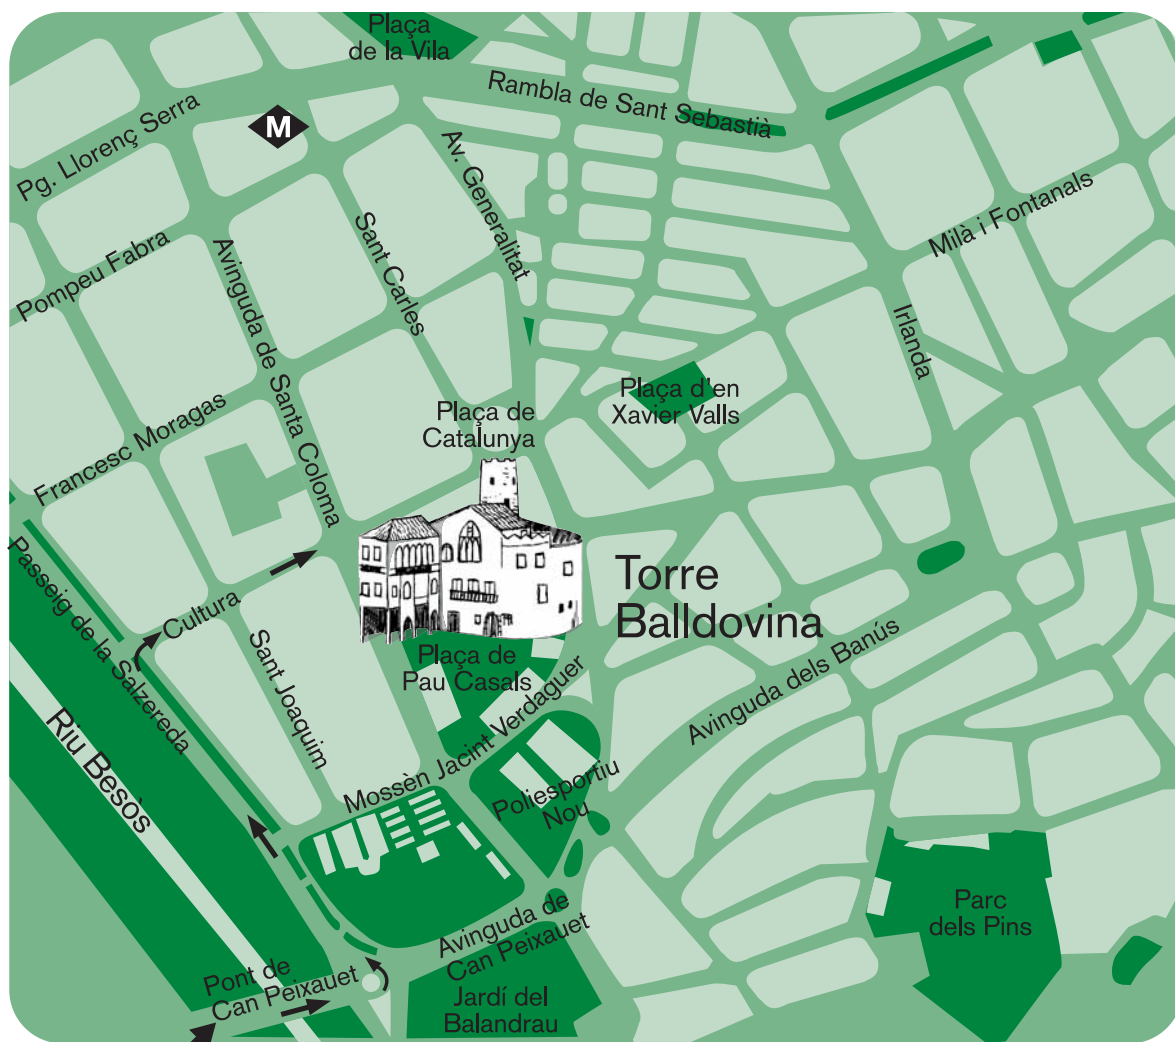 Plaça
de la Vila
Rambla de Sant Sebastià
Pg. Llorenç Serra
M
Av. Generalitat
Milà i Fontanals
Sant Carles
Pompeu Fabra
Avinguda de Santa Coloma
Irlanda
Plaça d'en
Xavier Valls
Plaça de
Catalunya
Francesc Moragas
Passeig de la Salzereda
Cultura
Torre
Balldovina
Sant Joaquim
Plaça de
Pau Casals
Avinguda dels Banús
Mossèn Jacint Verdaguer
Riu Besòs
Poliesportiu
Nou
Parc
dels Pins
Avinguda de
Can Peixauet
Pont de
Can Peixauet
Jardí del
Balandrau